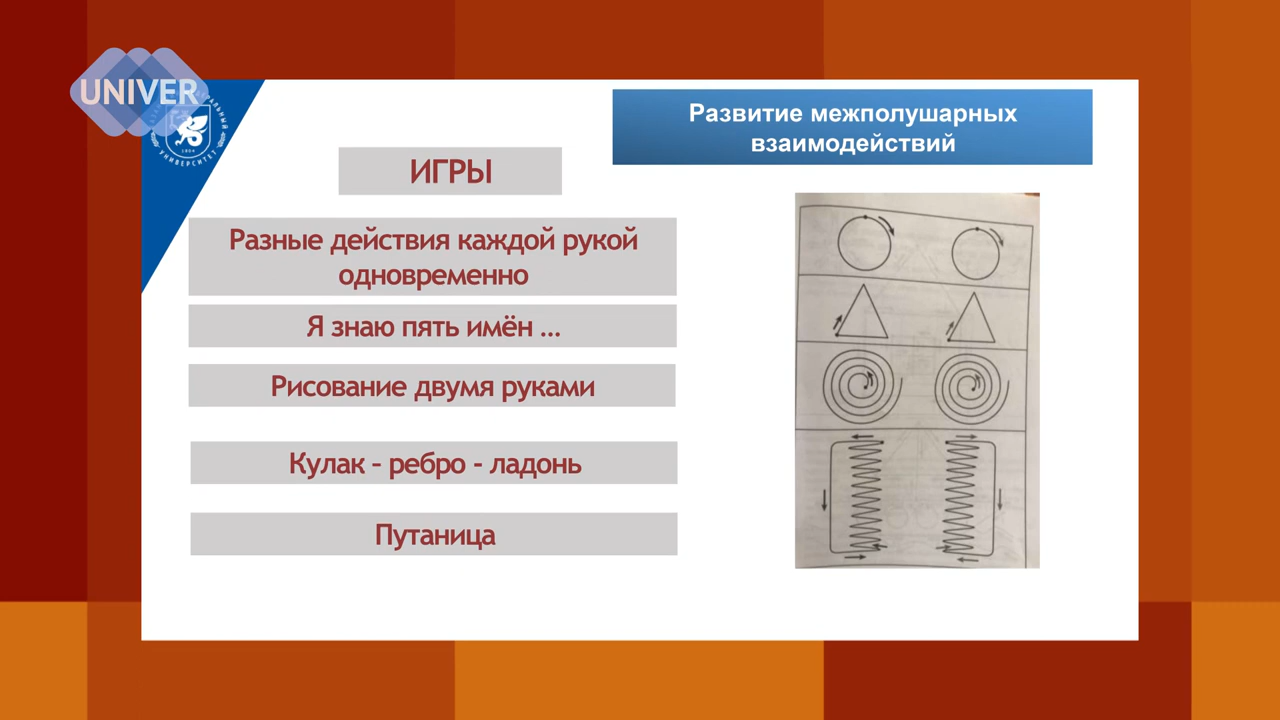 UNIVER
УНИВЕРСИТЕТ
Развитие межполушарных
взаимодействий
ИГРЫ
Разные действия каждой рукой
одновременно
Я знаю пять имён ...
Рисование двумя руками
Кулак – ребро - ладонь
Путаница